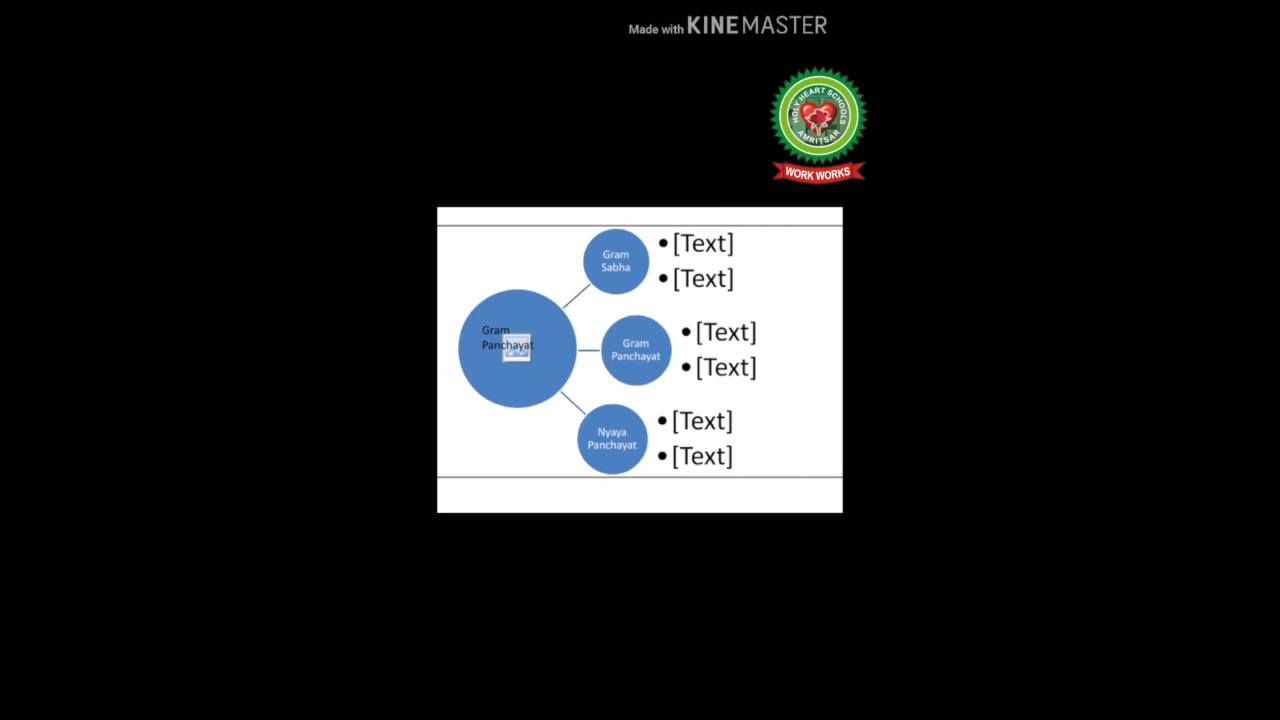 Made with KINEMASTER
HOLY HEART SCHOOLS
AMRITSAR
WORK WORKS
Gram
Panchayat
Gram
Sabha
• [Text]
• [Text]
Gram
Panchayat
• [Text]
• [Text]
Nyaya
Panchayat
• [Text]
• [Text]